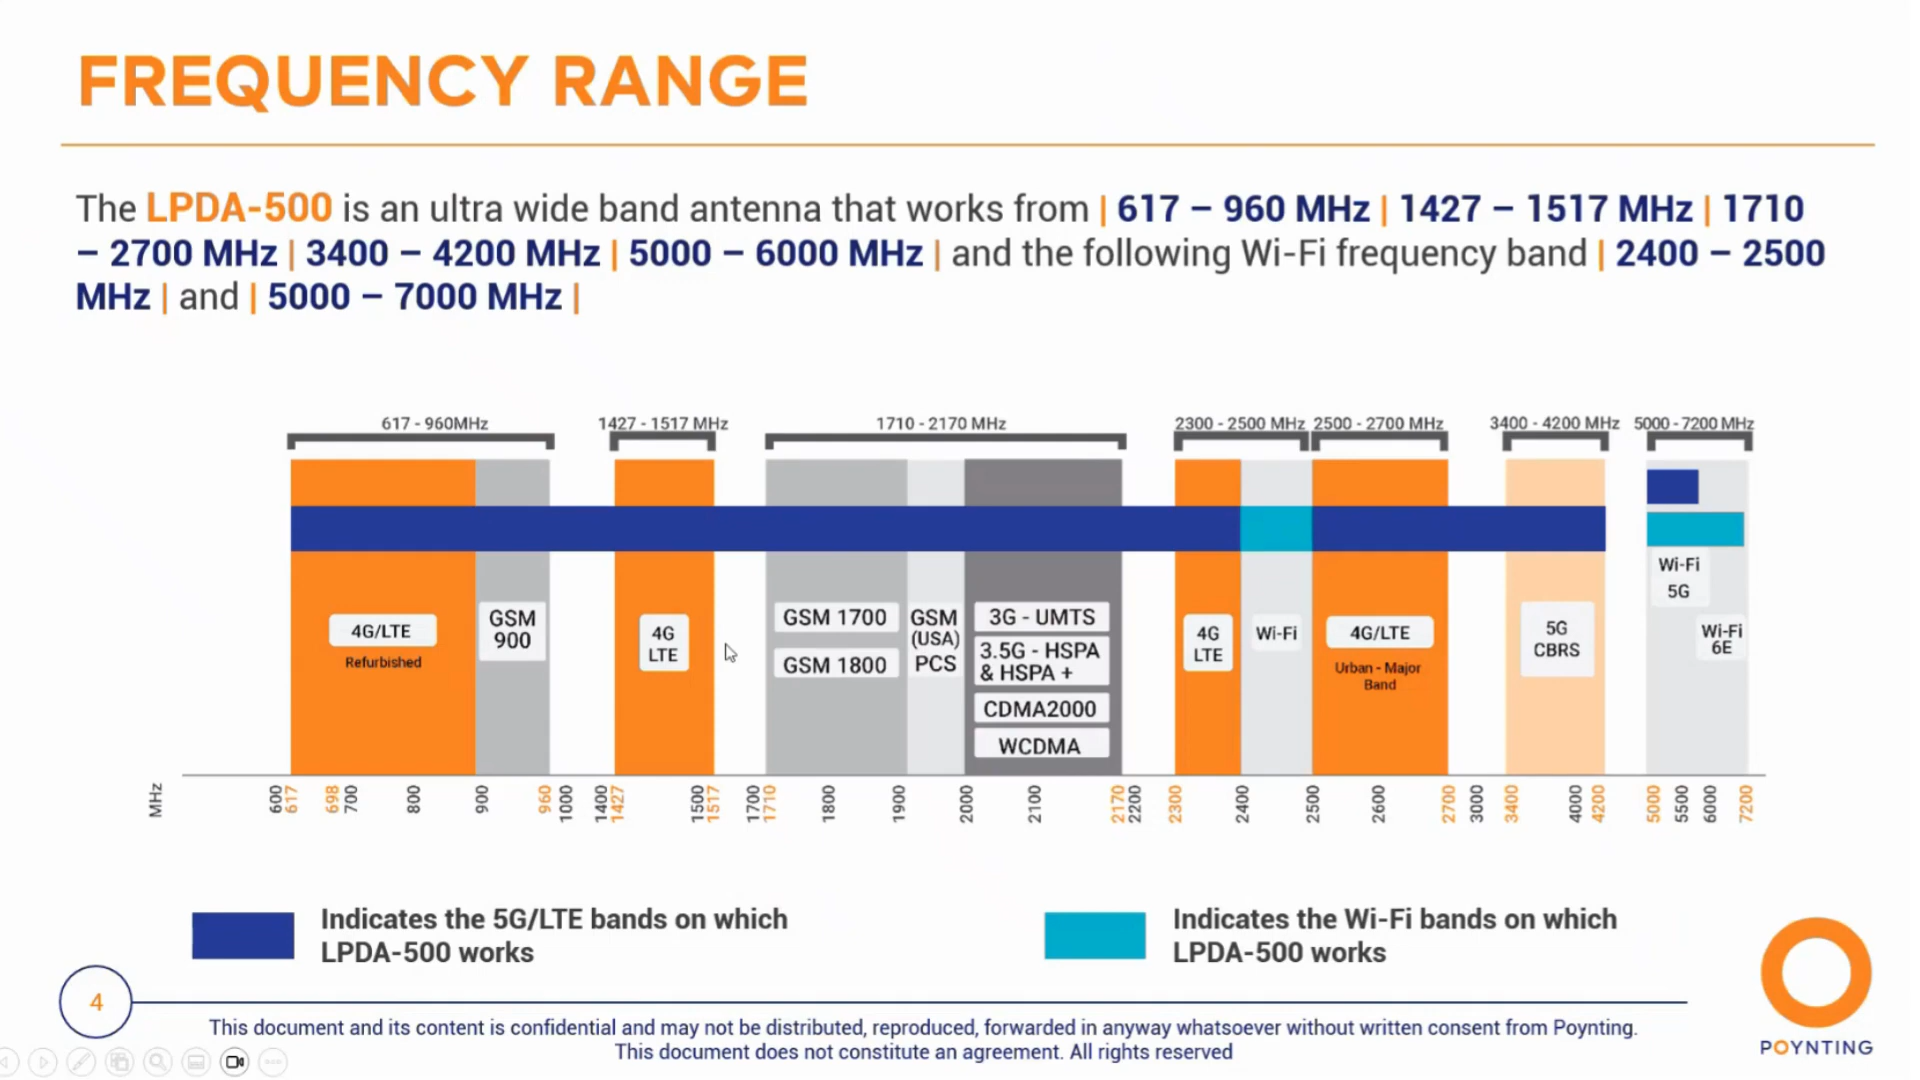 FREQUENCY RANGE
The LPDA-500 is an ultra wide band antenna that works from | 617 – 960 MHz | 1427 – 1517 MHz | 1710
– 2700 MHz | 3400 – 4200 MHz | 5000 – 6000 MHz | and the following Wi-Fi frequency band | 2400 – 2500
MHz | and | 5000 – 7000 MHz |
617 - 960MHz
1427 - 1517 MHz
1710 - 2170 MHz
2300 - 2500 MHz
2500 - 2700 MHz
3400 - 4200 MHz
5000 - 7200 MHz
4G/LTE
Refurbished
GSM
900
4G
LTE
GSM 1700
GSM 1800
GSM
(USA)
PCS
3G - UMTS
3.5G - HSPA
& HSPA +
CDMA2000
WCDMA
4G
LTE
Wi-Fi
4G/LTE
Urban - Major
Band
5G
CBRS
Wi-Fi
5G
Wi-Fi
6E
MHz
600
617
698
700
800
900
960
1000
1400
1427
1500
1517
1700
1710
1800
1900
2000
2100
2170
2200
2300
2400
2500
2600
2700
3000
3400
4000
4200
5000
5500
6000
7200
Indicates the 5G/LTE bands on which
LPDA-500 works
Indicates the Wi-Fi bands on which
LPDA-500 works
4
This document and its content is confidential and may not be distributed, reproduced, forwarded in anyway whatsoever without written consent from Poynting.
This document does not constitute an agreement. All rights reserved
POYNTING